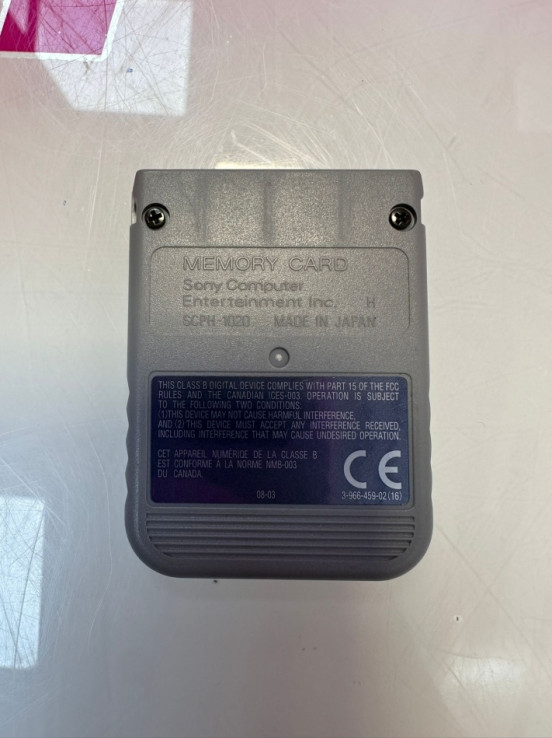 MEMORY CARD
Sony Computer
Entertainment Inc. H
SCPH-1020 MADE IN JAPAN
THIS CLASS B DIGITAL DEVICE COMPLIES WITH PART 15 OF THE FCC
RULES AND THE CANADIAN ICES-003. OPERATION IS SUBJECT
TO THE FOLLOWING TWO CONDITIONS.
(1) THIS DEVICE MAY NOT CAUSE HARMFUL INTERFERENCE,
AND (2) THIS DEVICE MUST ACCEPT ANY INTERFERENCE RECEIVED,
INCLUDING INTERFERENCE THAT MAY CAUSE UNDESIRED OPERATION.
CET APPAREIL NUMÉRIQE DE LA CLASSE B
EST CONFORME À LA NORME NMB-003
DU CANADA.
CE
08-03 3-966-459-02 (16)